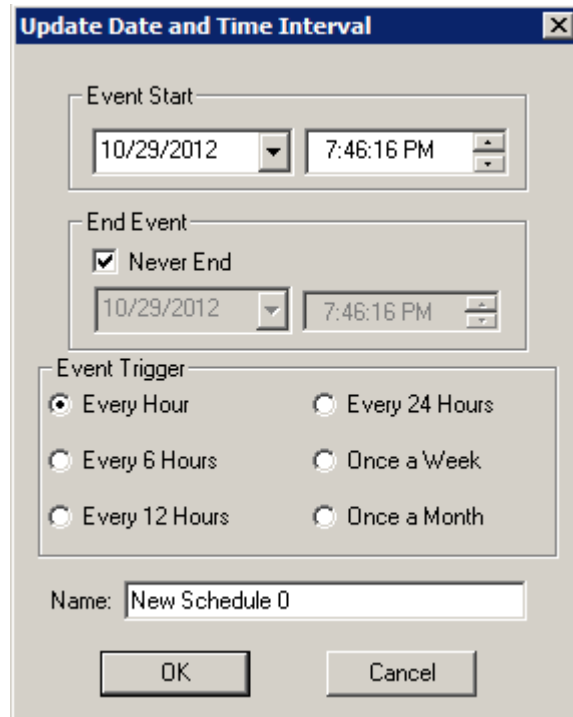 Update Date and Time Interval
Event Start
10/29/2012 7:46:16 PM
End Event
Never End
10/29/2012 7:46:16 PM
Event Trigger
Every Hour Every 24 Hours
Every 6 Hours Once a Week
Every 12 Hours Once a Month
Name: New Schedule 0
OK Cancel